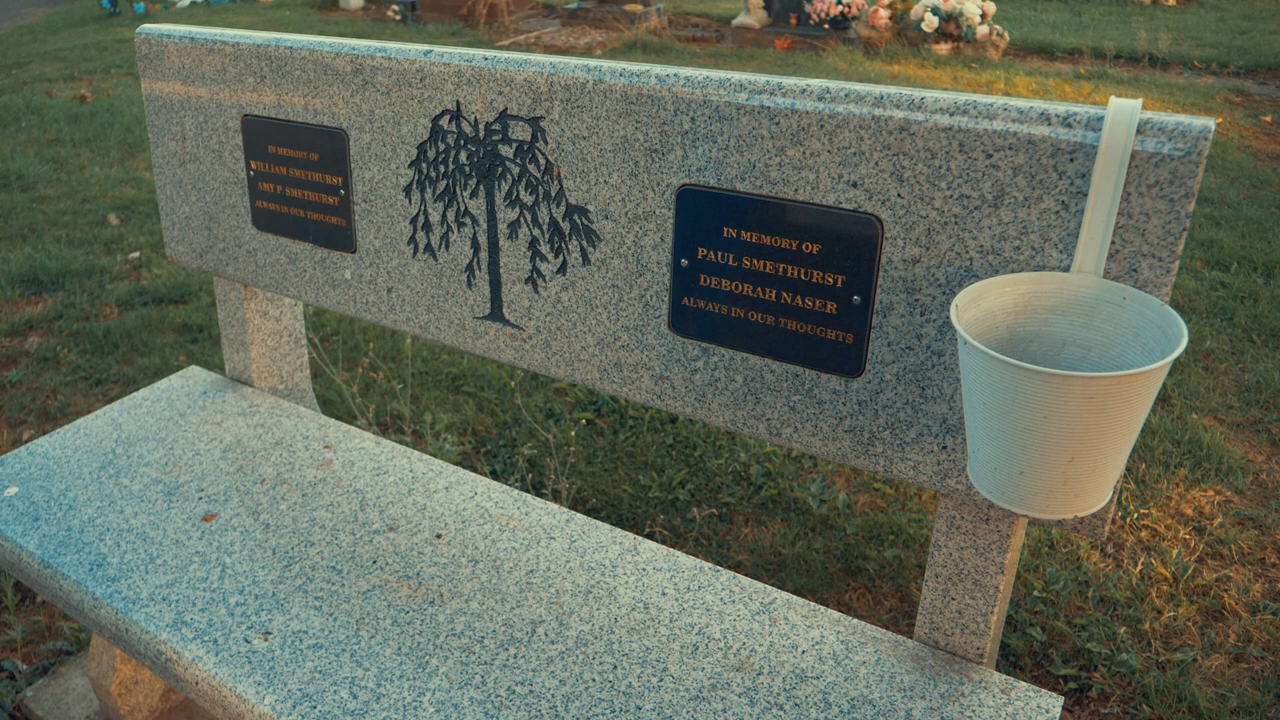 IN MEMORY OF
WILLIAM SMETHURST
AMY P. SMETHURST
ALWAYS IN OUR THOUGHTS
IN MEMORY OF
PAUL SMETHURST
DEBORAH NASER
ALWAYS IN OUR THOUGHTS